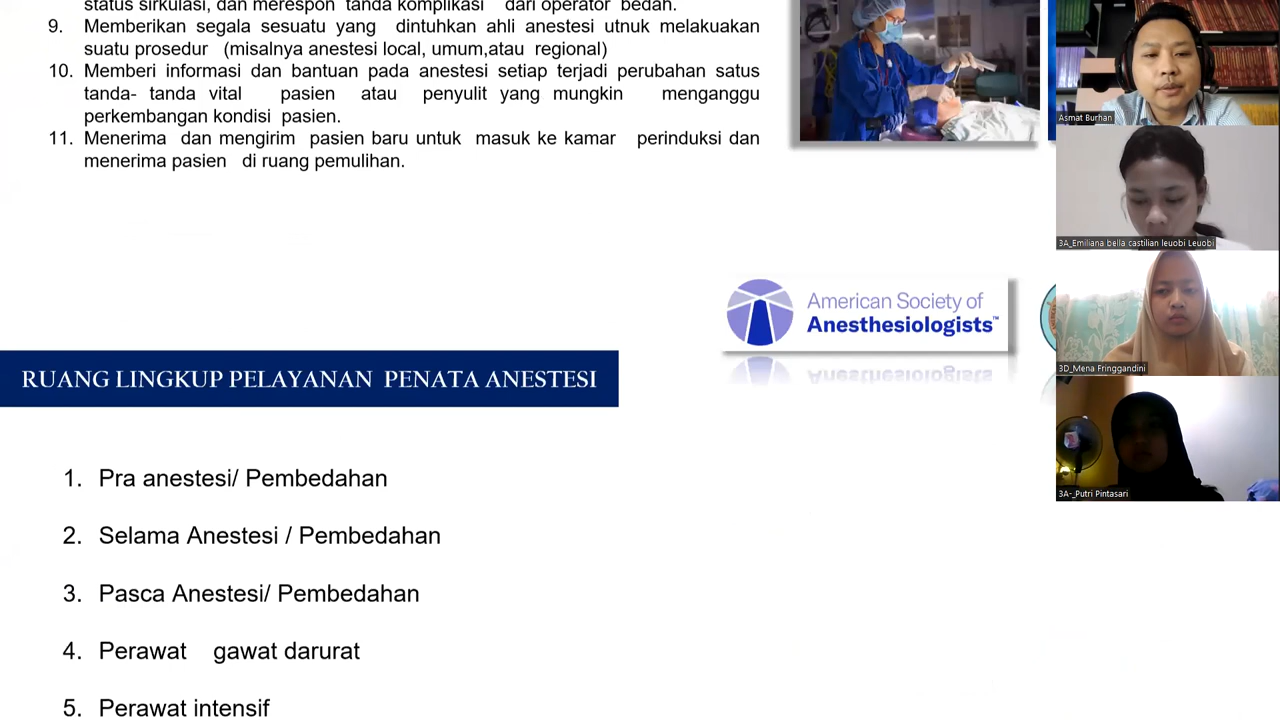 status sirkulasi, dan merespon tanda komplikasi dari operator bedah.
9. Memberikan segala sesuatu yang dintuhkan ahli anestesi utnuk melakuakan
suatu prosedur (misalnya anestesi local, umum,atau regional)
10. Memberi informasi dan bantuan pada anestesi setiap terjadi perubahan satus
tanda- tanda vital pasien atau penyulit yang mungkin menganggu
perkembangan kondisi pasien.
11. Menerima dan mengirim pasien baru untuk masuk ke kamar perinduksi dan
menerima pasien di ruang pemulihan.
American Society of
Anesthesiologists™
RUANG LINGKUP PELAYANAN PENATA ANESTESI
1. Pra anestesi/ Pembedahan
2. Selama Anestesi / Pembedahan
3. Pasca Anestesi/ Pembedahan
4. Perawat gawat darurat
5. Perawat intensif
Asmat Burhan
3A_Emiliana bella castilian leuobi Leuobi
3D_Mena Fringgandini
3A-_Putri Pintasari